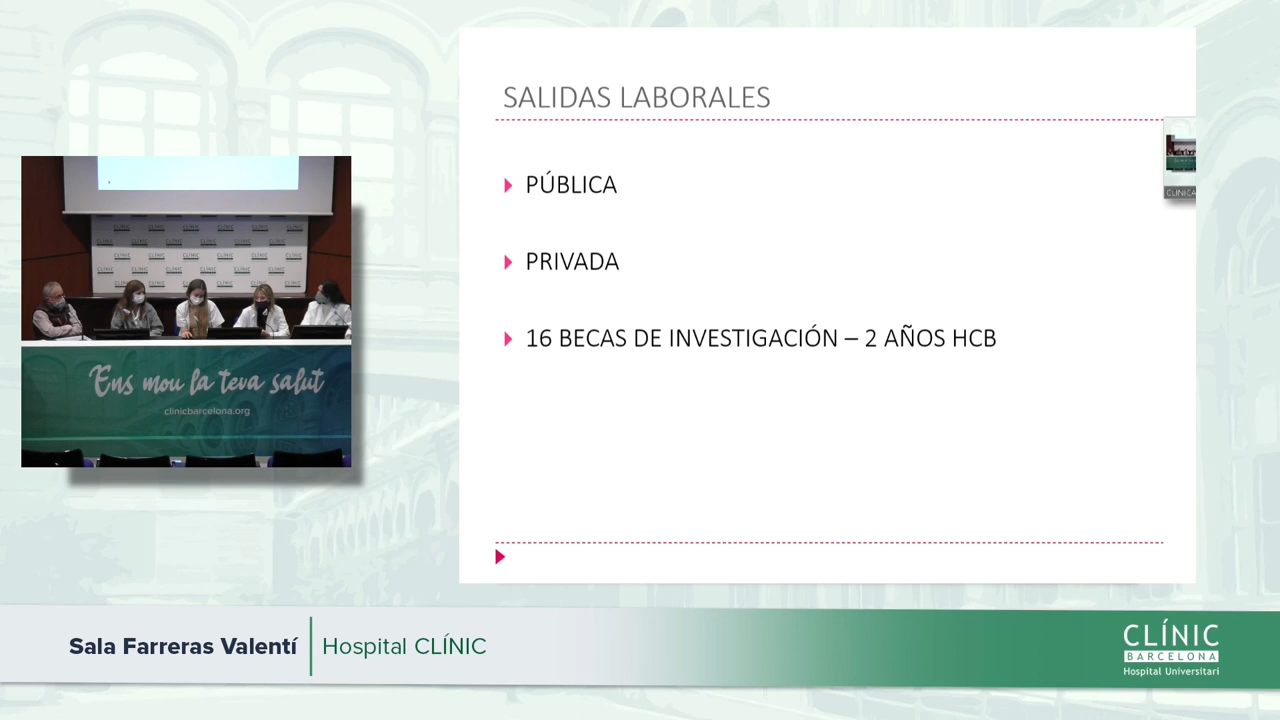 SALIDAS LABORALES
PÚBLICA
PRIVADA
16 BECAS DE INVESTIGACIÓN – 2 AÑOS HCB
CLINICA
Ens mou la teva salut
clinicbarcelona.org
Sala Farreras Valentí
Hospital CLÍNIC
CLÍNIC
BARCELONA
Hospital Universitari